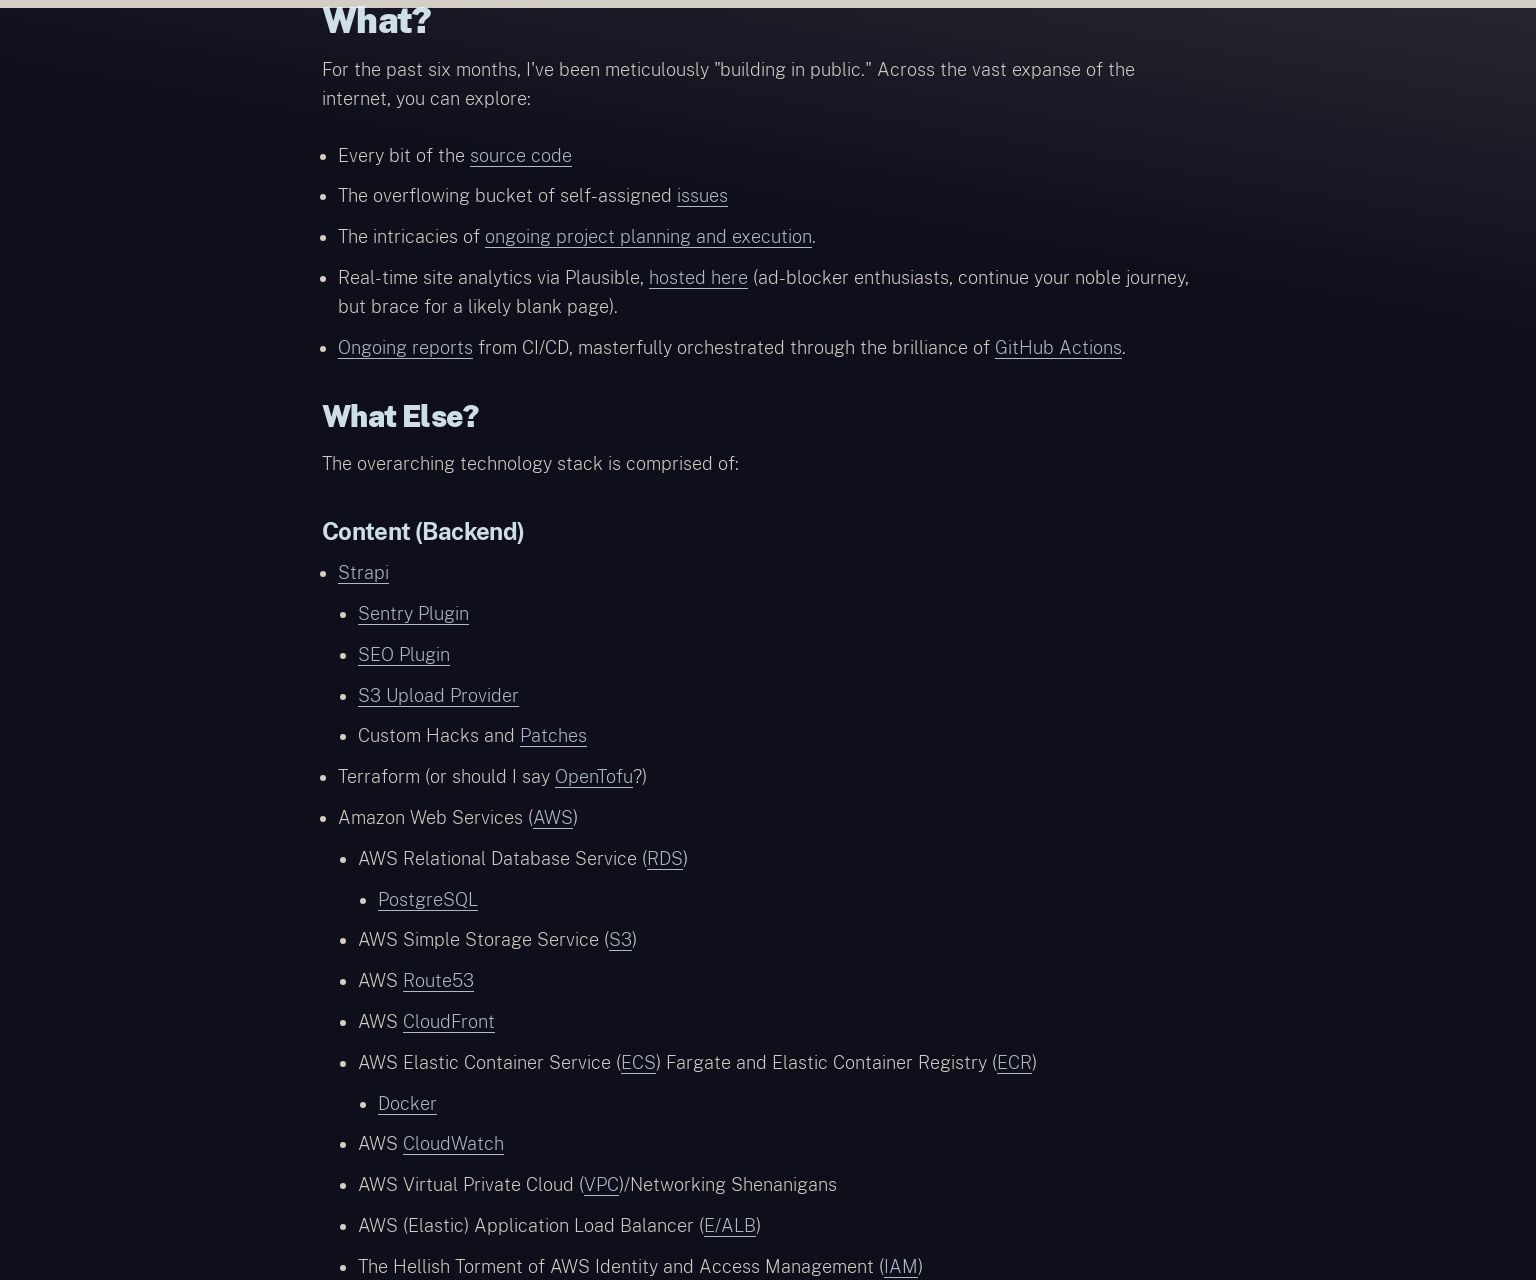 What?
For the past six months, I've been meticulously "building in public." Across the vast expanse of the
internet, you can explore:
Every bit of the source code
The overflowing bucket of self-assigned issues
The intricacies of ongoing project planning and execution.
Real-time site analytics via Plausible, hosted here (ad-blocker enthusiasts, continue your noble journey,
but brace for a likely blank page).
Ongoing reports from CI/CD, masterfully orchestrated through the brilliance of GitHub Actions.
What Else?
The overarching technology stack is comprised of:
Content (Backend)
Strapi
Sentry Plugin
SEO Plugin
S3 Upload Provider
Custom Hacks and Patches
Terraform (or should I say OpenTofu?)
Amazon Web Services (AWS)
AWS Relational Database Service (RDS)
PostgreSQL
AWS Simple Storage Service (S3)
AWS Route53
AWS CloudFront
AWS Elastic Container Service (ECS) Fargate and Elastic Container Registry (ECR)
Docker
AWS CloudWatch
AWS Virtual Private Cloud (VPC)/Networking Shenanigans
AWS (Elastic) Application Load Balancer (E/ALB)
The Hellish Torment of AWS Identity and Access Management (IAM)